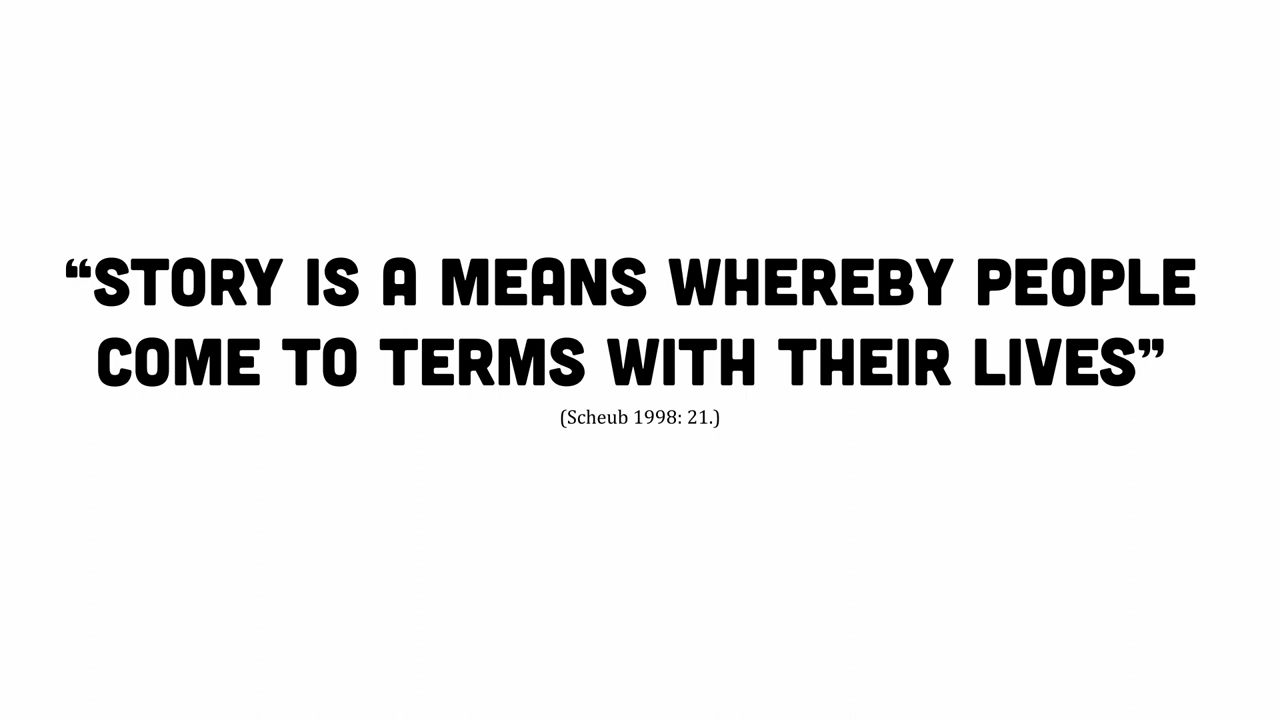 “STORY IS A MEANS WHEREBY PEOPLE
COME TO TERMS WITH THEIR LIVES”
(Scheub 1998: 21.)